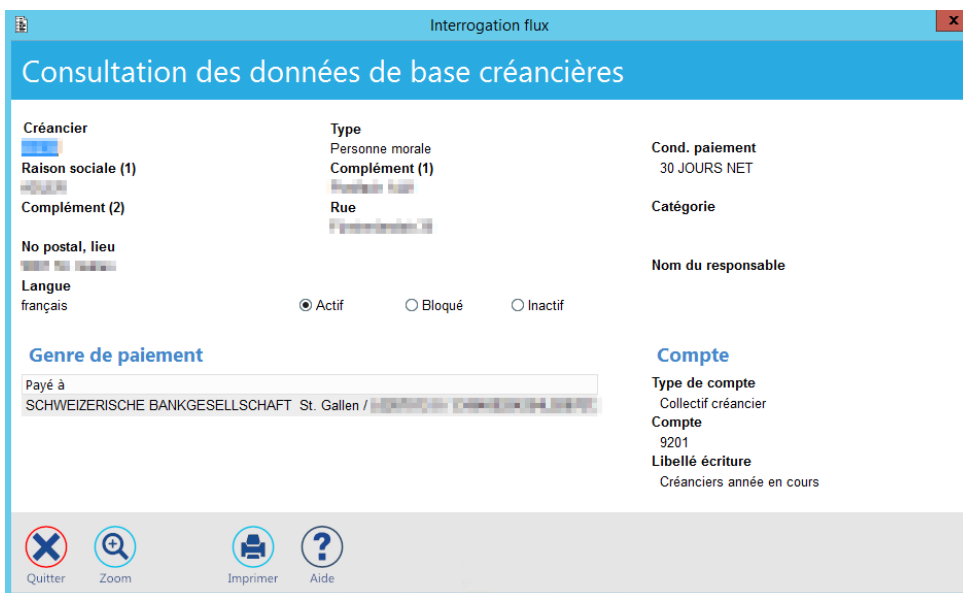 Interrogation flux
x
Consultation des données de base créancières
Créancier
Type
Personne morale
Cond. paiement
30 JOURS NET
Raison sociale (1)
Complément (1)
Complément (2)
Rue
Catégorie
No postal, lieu
Nom du responsable
Langue
français
Actif
Bloqué
Inactif
Genre de paiement
Payé à
SCHWEIZERISCHE BANKGESELLSCHAFT St. Gallen /
Compte
Type de compte
Collectif créancier
Compte
9201
Libellé écriture
Créanciers année en cours
Quitter
Zoom
Imprimer
? Aide